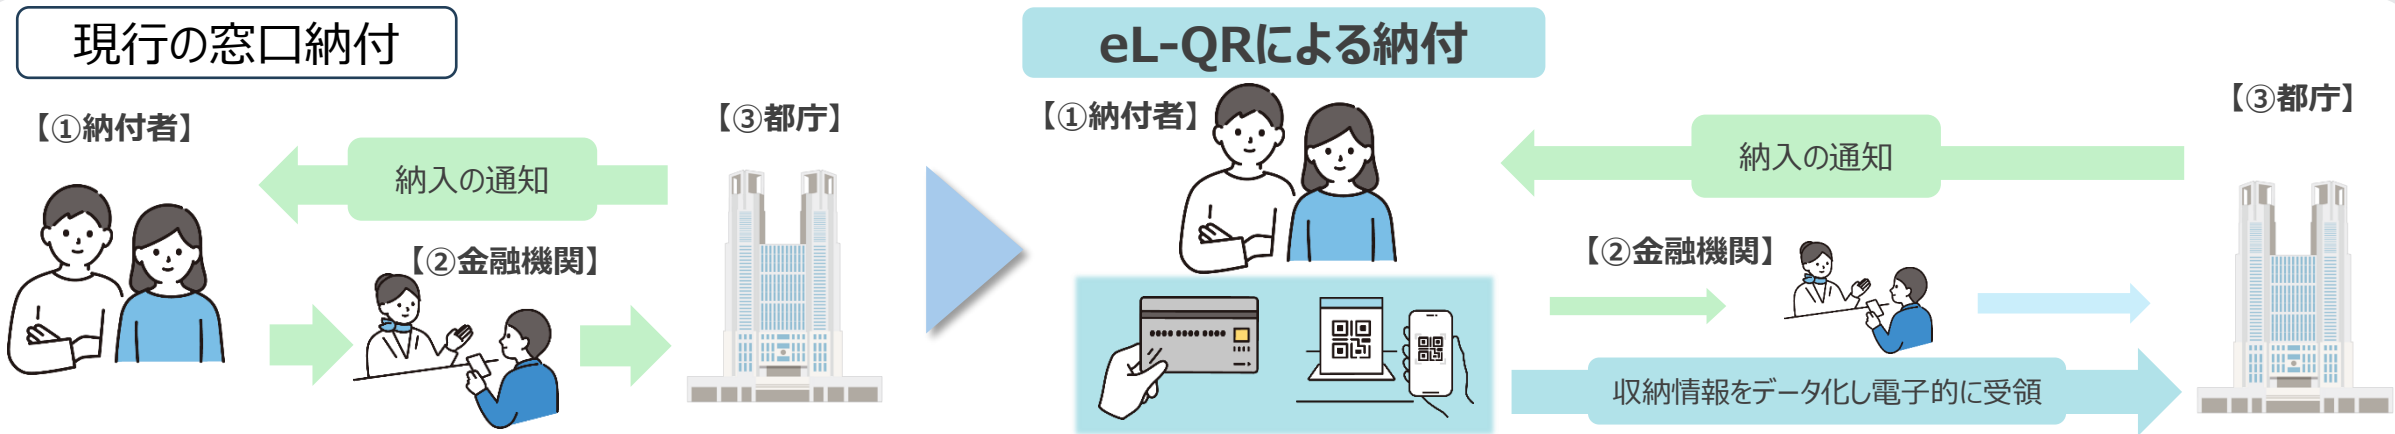 現行の窓口納付
【①納付者】
納入の通知
【③都庁】
【②金融機関】
eL-QRによる納付
【①納付者】
納入の通知
【③都庁】
【②金融機関】
収納情報をデータ化し電子的に受領